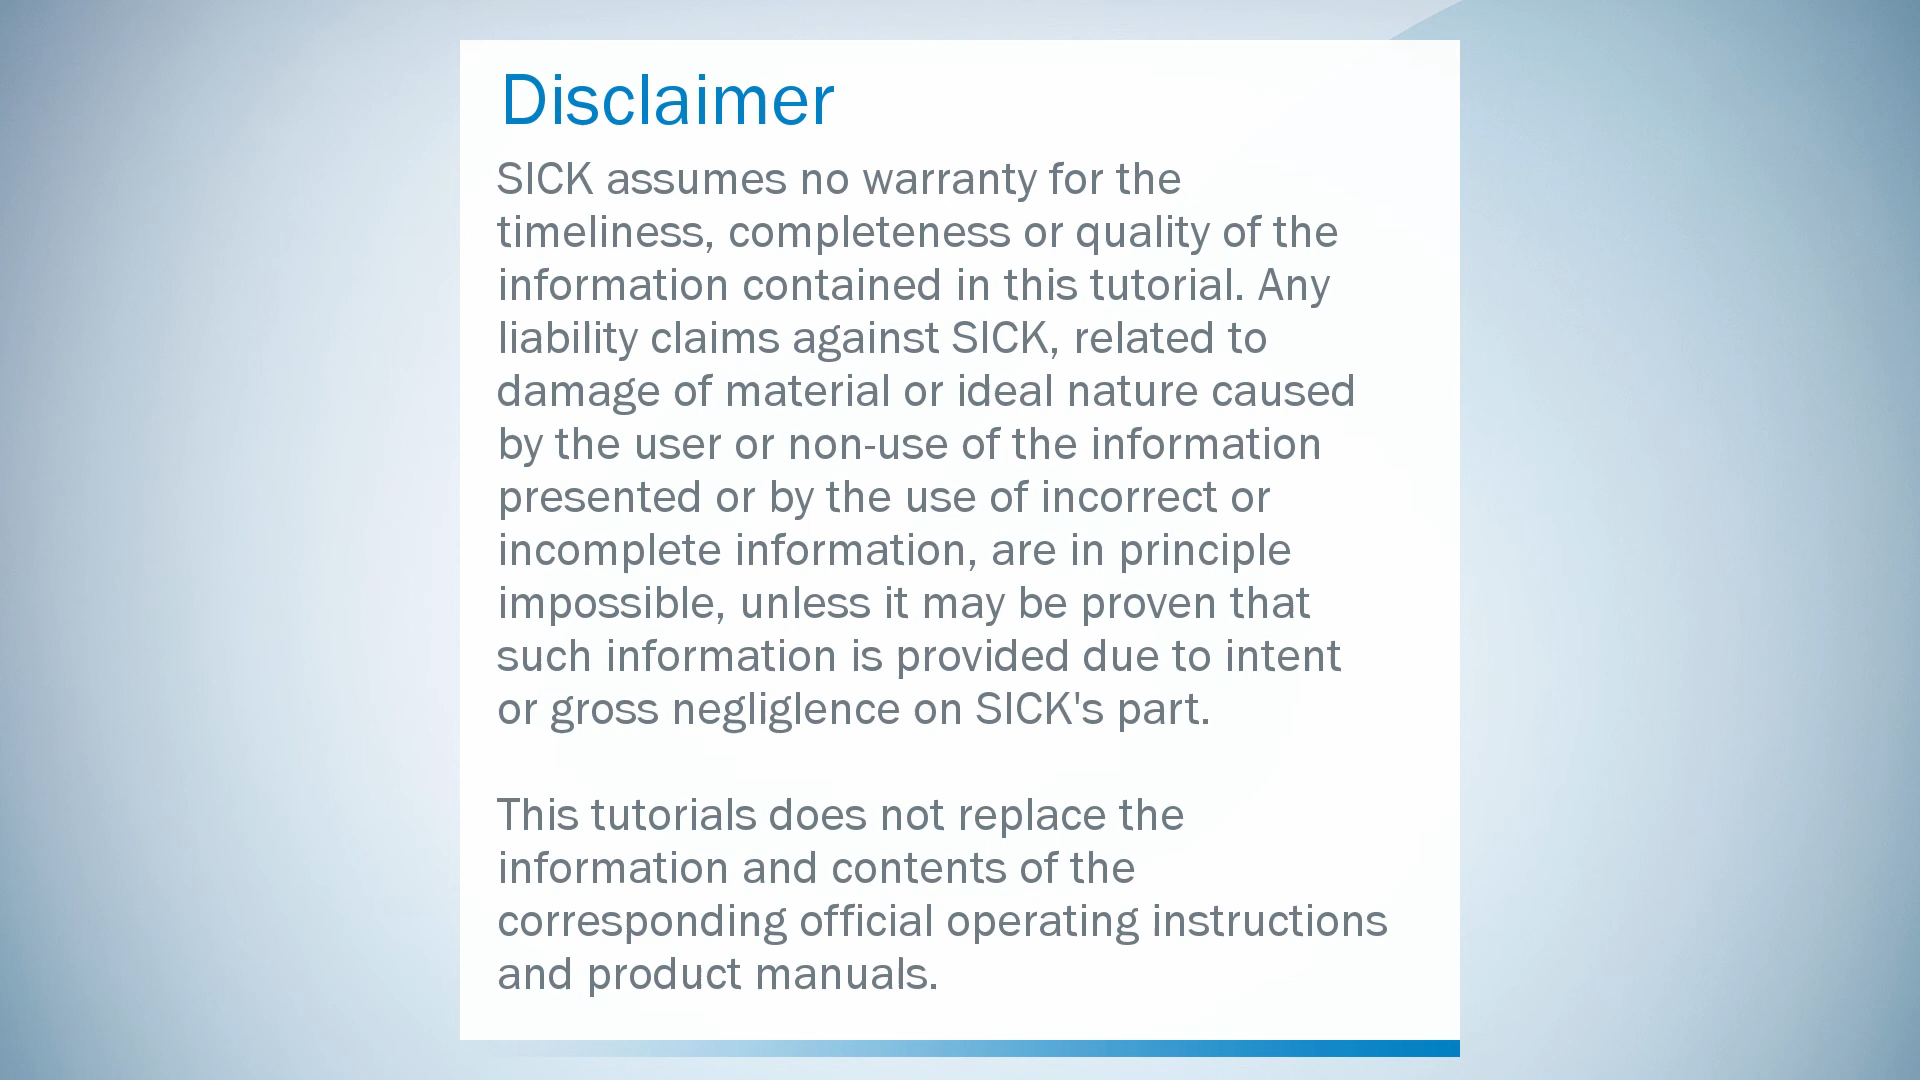 Disclaimer
SICK assumes no warranty for the
timeliness, completeness or quality of the
information contained in this tutorial. Any
liability claims against SICK, related to
damage of material or ideal nature caused
by the user or non-use of the information
presented or by the use of incorrect or
incomplete information, are in principle
impossible, unless it may be proven that
such information is provided due to intent
or gross negliglence on SICK's part.
This tutorials does not replace the
information and contents of the
corresponding official operating instructions
and product manuals.